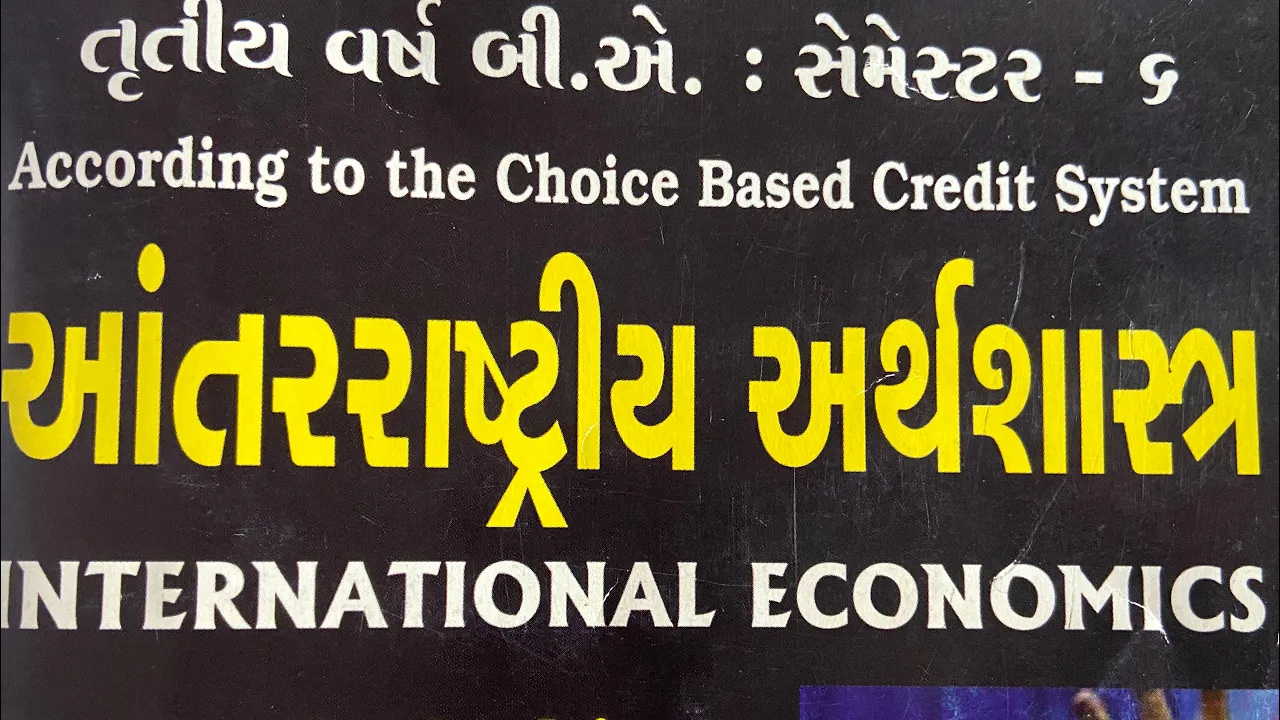 તૃતીય વર્ષ બી.એ. : સેમેસ્ટર - ૬
According to the Choice Based Credit System
આંતરરાષ્ટ્રીય અર્થશાસ્ત્ર
INTERNATIONAL ECONOMICS